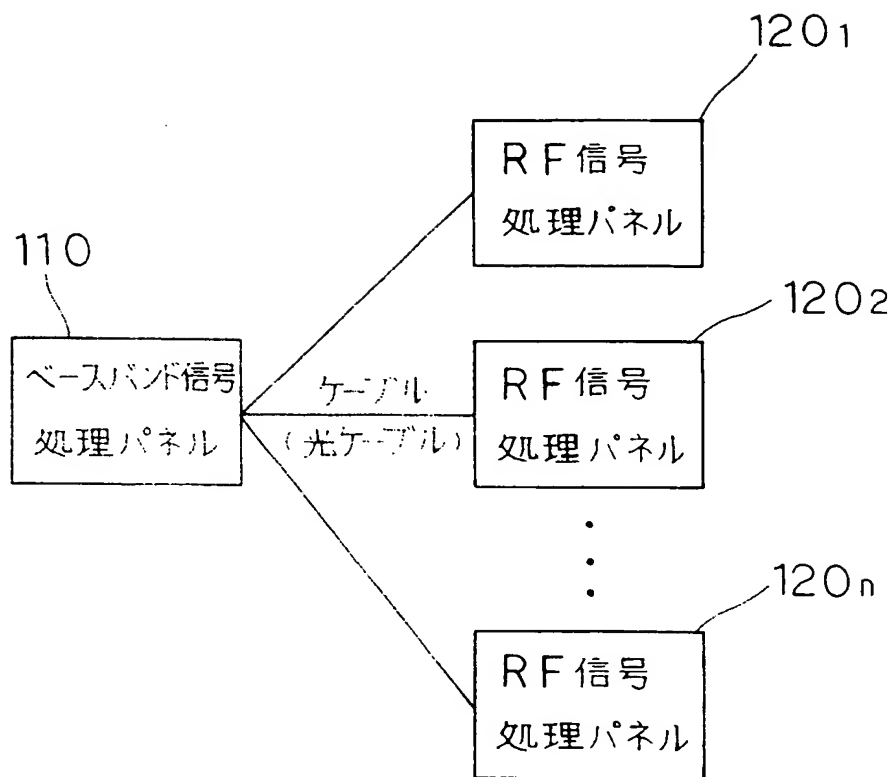 120₁
RF信号
処理パネル
110
ベースバンド信号
処理パネル
ケーブル
(光ケーブル)
120₂
RF信号
処理パネル
120n
RF信号
処理パネル